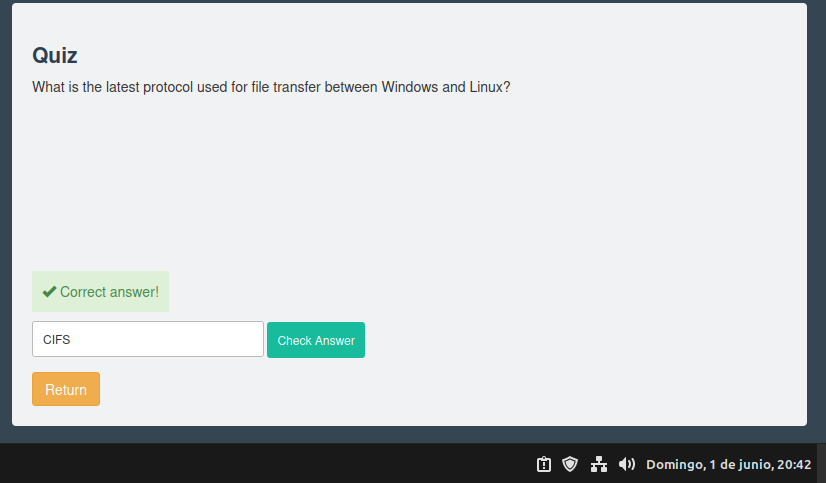 Quiz
What is the latest protocol used for file transfer between Windows and Linux?
Correct answer!
CIFS
Check Answer
Return
Domingo, 1 de junio, 20:42